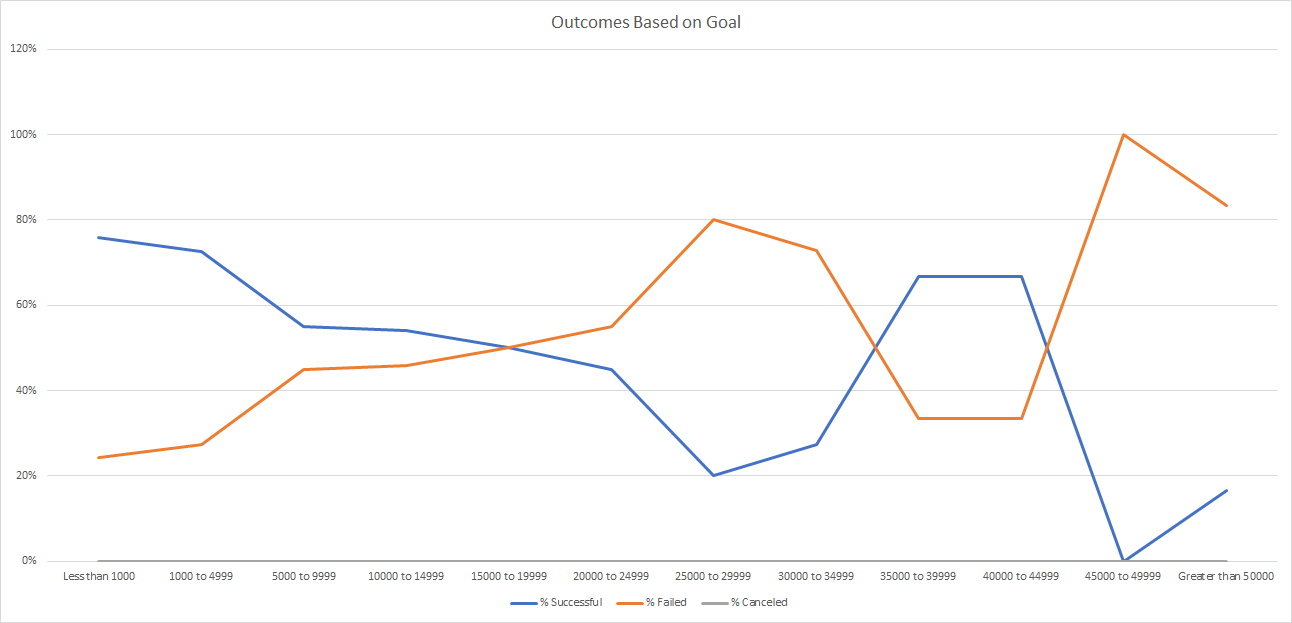 Outcomes Based on Goal
120%
100%
80%
60%
40%
20%
0%
Less than 1000 1000 to 4999 5000 to 9999 10000 to 14999 15000 to 19999 20000 to 24999 25000 to 29999 30000 to 34999 35000 to 39999 40000 to 44999 45000 to 49999 Greater than 50000
% Successful % Failed % Canceled